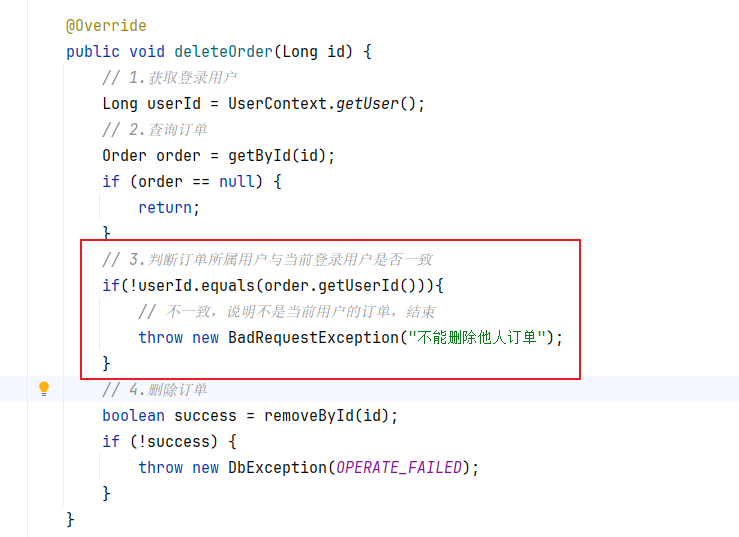 @Override
public void deleteOrder(Long id) {
// 1.获取登录用户
Long userId = UserContext.getUser();
// 2.查询订单
Order order = getById(id);
if (order == null) {
return;
}
// 3.判断订单所属用户与当前登录用户是否一致
if(!userId.equals(order.getUserId())){
// 不一致，说明不是当前用户的订单，结束
throw new BadRequestException("不能删除他人订单");
}
// 4.删除订单
boolean success = removeById(id);
if (!success) {
throw new DbException(OPERATE_FAILED);
}
}